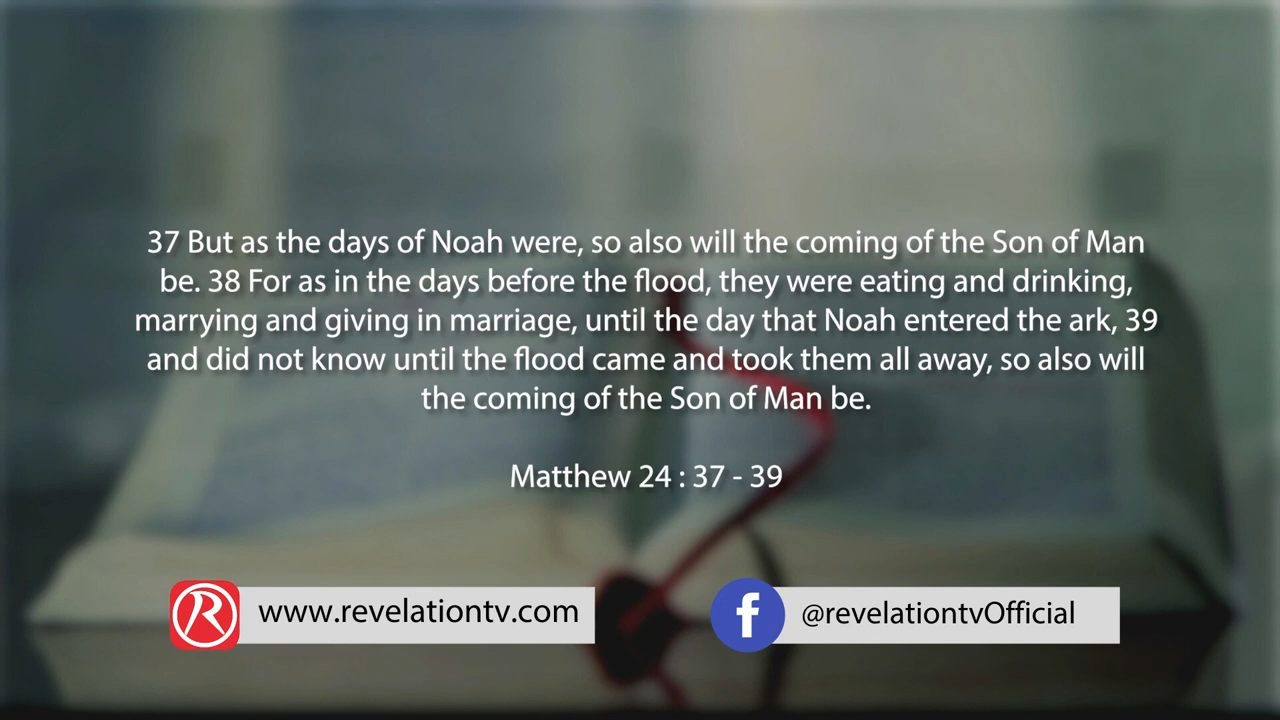 37 But as the days of Noah were, so also will the coming of the Son of Man
be. 38 For as in the days before the flood, they were eating and drinking,
marrying and giving in marriage, until the day that Noah entered the ark, 39
and did not know until the flood came and took them all away, so also will
the coming of the Son of Man be.
Matthew 24 : 37 - 39
R www.revelationtv.com
f @revelationtvOfficial